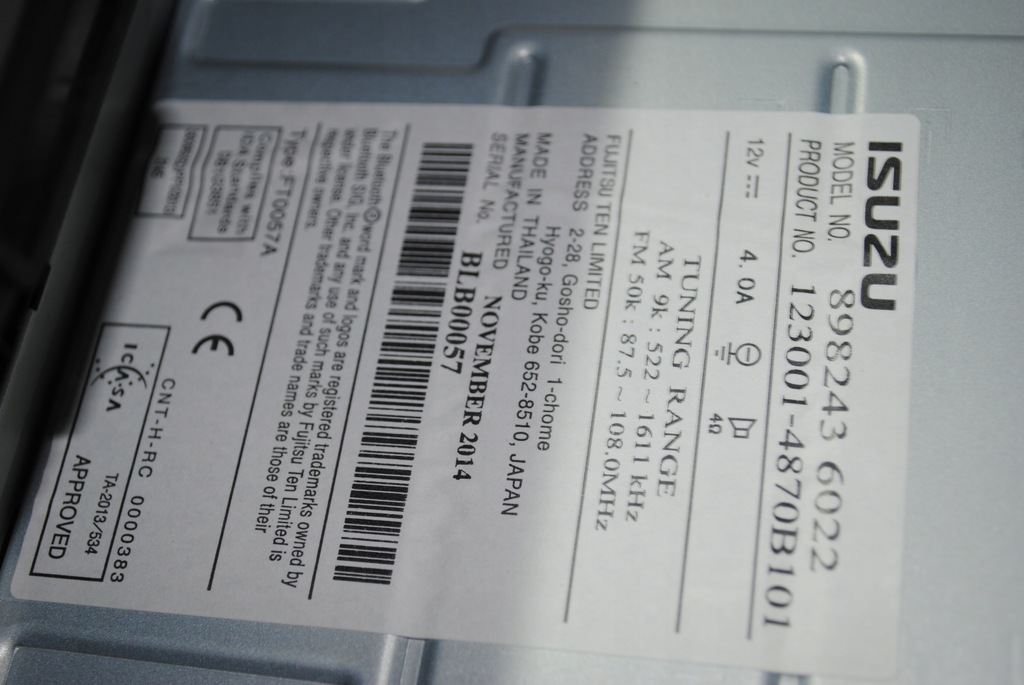 ISUZU
MODEL NO. 898243 6022
PRODUCT NO. 123001-4870B101
12V 4.0A 4Ω
TUNING RANGE
AM 9k : 522 ~ 1611 kHz
FM 50k : 87.5 ~ 108.0MHz
FUJITSU TEN LIMITED
ADDRESS 2-28, Gosho-dori 1-chome
Hyogo-ku, Kobe 652-8510, JAPAN
MADE IN THAILAND
MANUFACTURED NOVEMBER 2014
SERIAL No. BLB00057
The Bluetooth® word mark and logos are registered trademarks owned by
Bluetooth SIG, Inc. and any use of such marks by Fujitsu Ten Limited is
under license. Other trademarks and trade names are those of their
respective owners.
Type FT0057A
Complies with
IDA Standards
CE
CNT-H-RC 0000383
ICASA
TA-2013/534
APPROVED